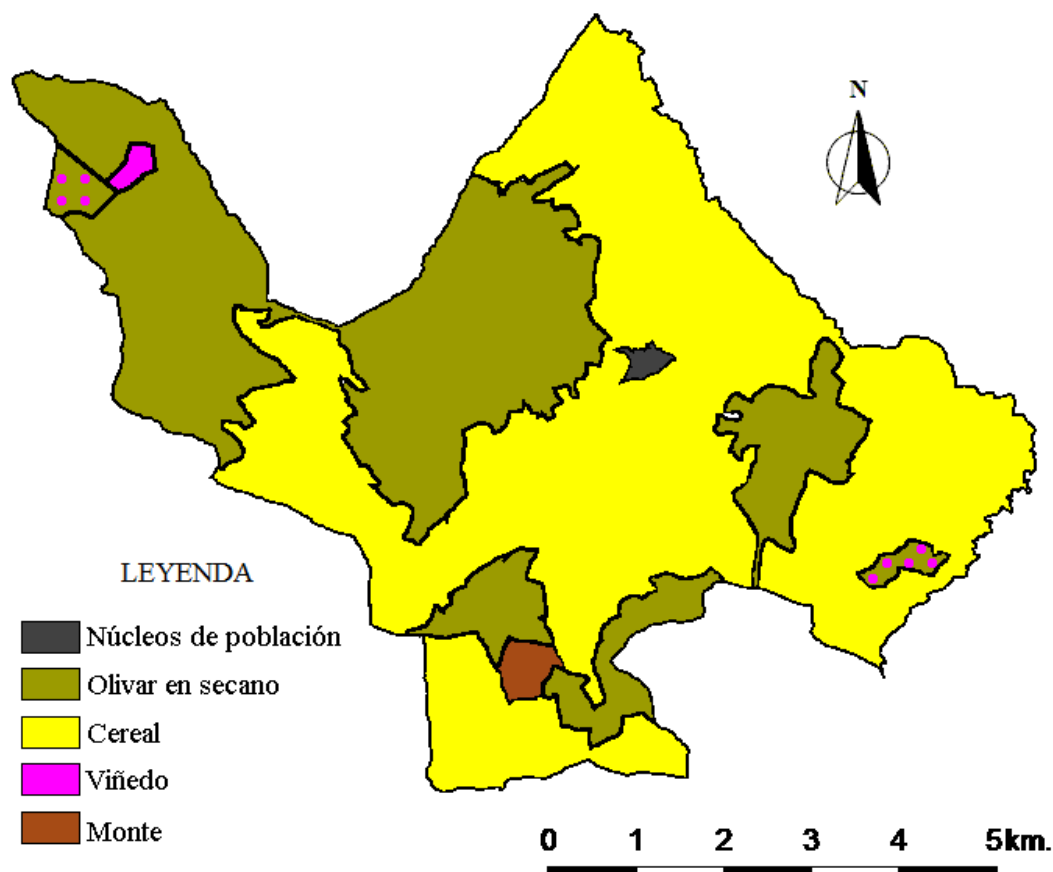 N
LEYENDA
Núcleos de población
Olivar en secano
Cereal
Viñedo
Monte
0 1 2 3 4 5km.